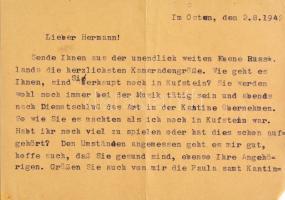 Im Osten, den 2.8.1942
Lieber Hermann!
Sende Ihnen aus der unendlich weiten Ebene Russ=
lands die herzlichsten Kameradengrüße. Wie geht es
Ihnen, sind Sie überhaupt noch in Kufstein? Sie werden
wohl noch immer bei der Musik tätig sein und abends
nach Dienstschluß das Amt in der Kantine übernehmen.
So wie Sie es machten als ich noch in Kufstein war.
Habt ihr noch viel zu spielen oder hat dies schon auf=
gehört? Den Umständen angemessen geht es mir gut,
hoffe auch, daß Sie gesund sind, ebenso Ihre Angehö=
rigen. Grüßen Sie auch von mir die Paula samt Kantin=